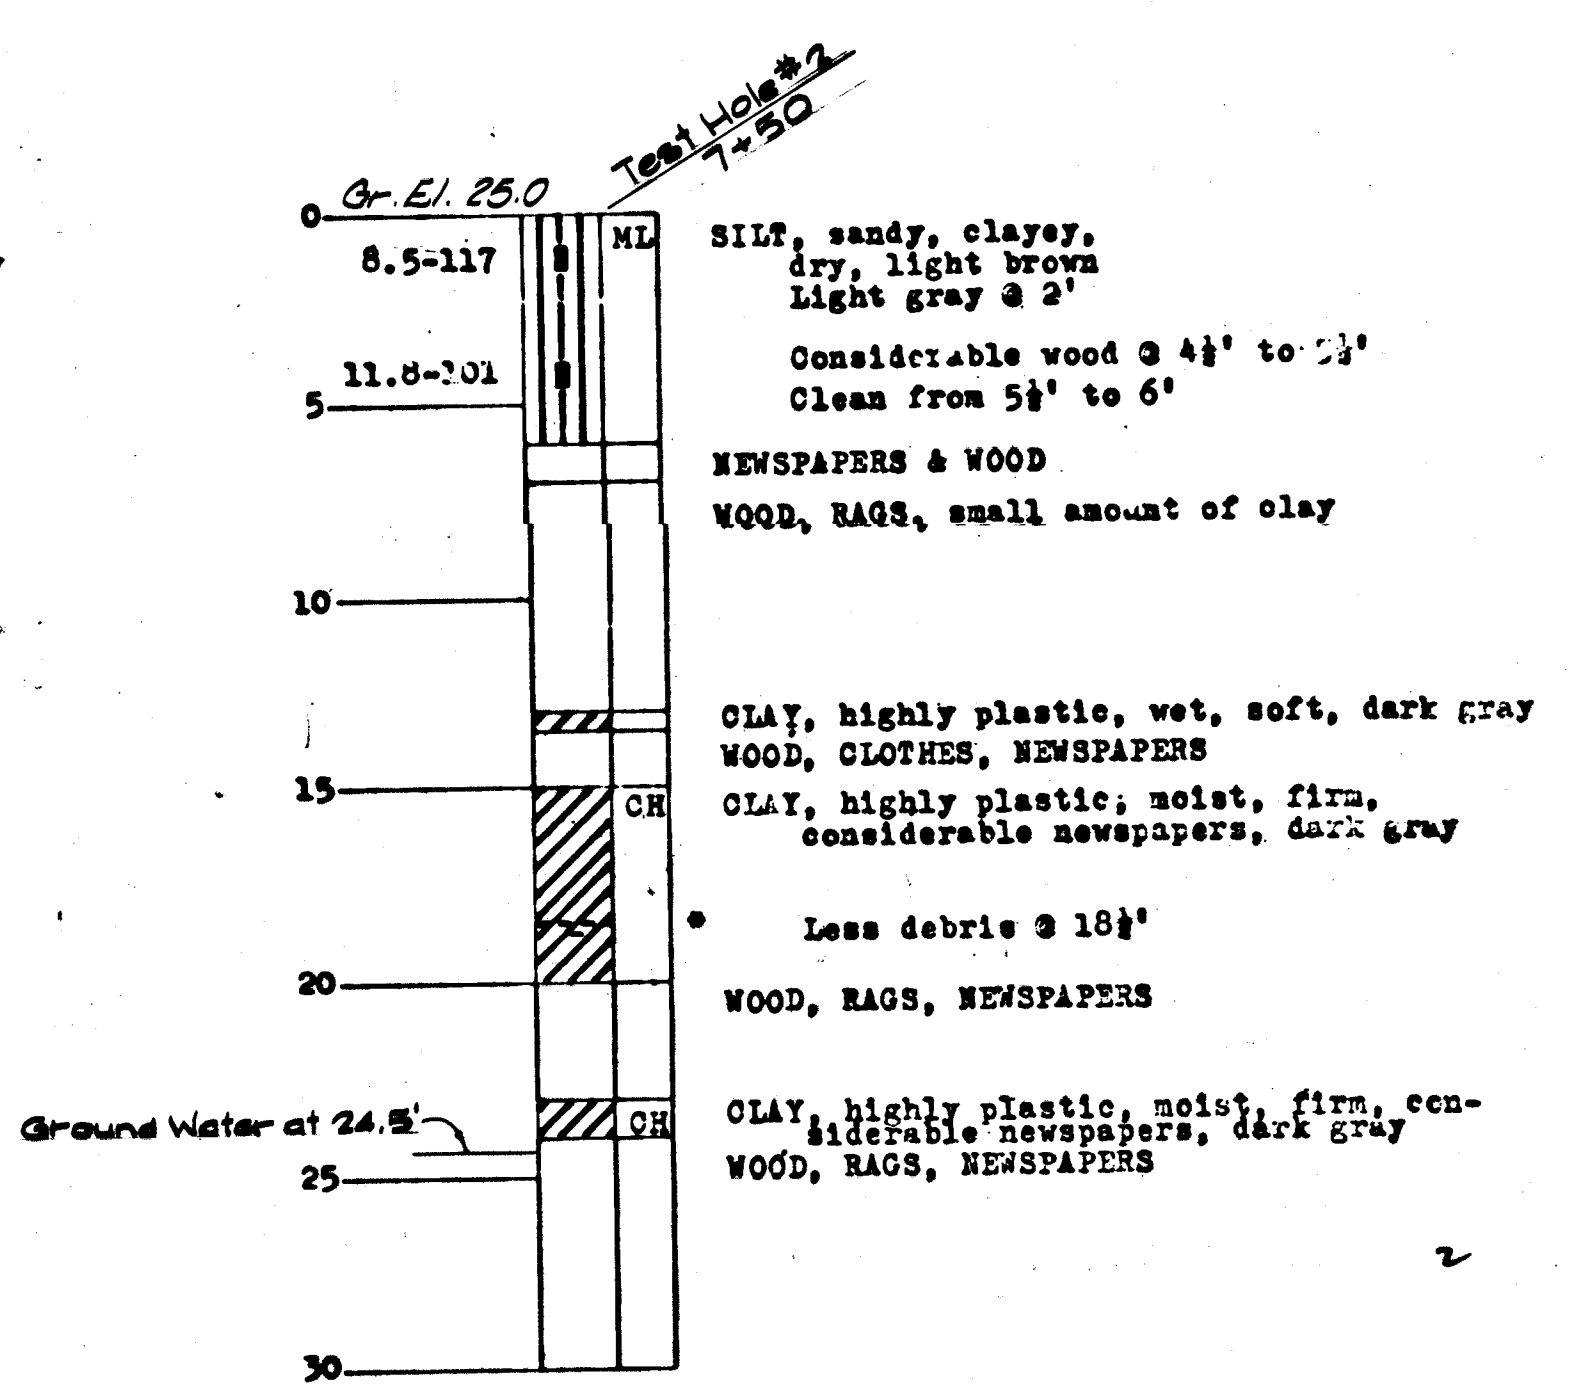 Test Hole #2
7+50
Gr. El. 25.0
0
ML
SILT, sandy, clayey,
8.5-117
dry, light brown
Light gray @ 2'
Considerable wood @ 4½' to 5½'
11.8-101
Clean from 5½' to 6'
5
NEWSPAPERS & WOOD
WOOD, RAGS, small amount of clay
10
CLAY, highly plastic, wet, soft, dark gray
WOOD, CLOTHES, NEWSPAPERS
15
CH
CLAY, highly plastic; moist, firm,
considerable newspapers, dark gray
Less debris @ 18½'
20
WOOD, RAGS, NEWSPAPERS
CH
CLAY, highly plastic, moist, firm, con-
siderable newspapers, dark gray
Ground Water at 24.5'
WOOD, RAGS, NEWSPAPERS
25
2
30